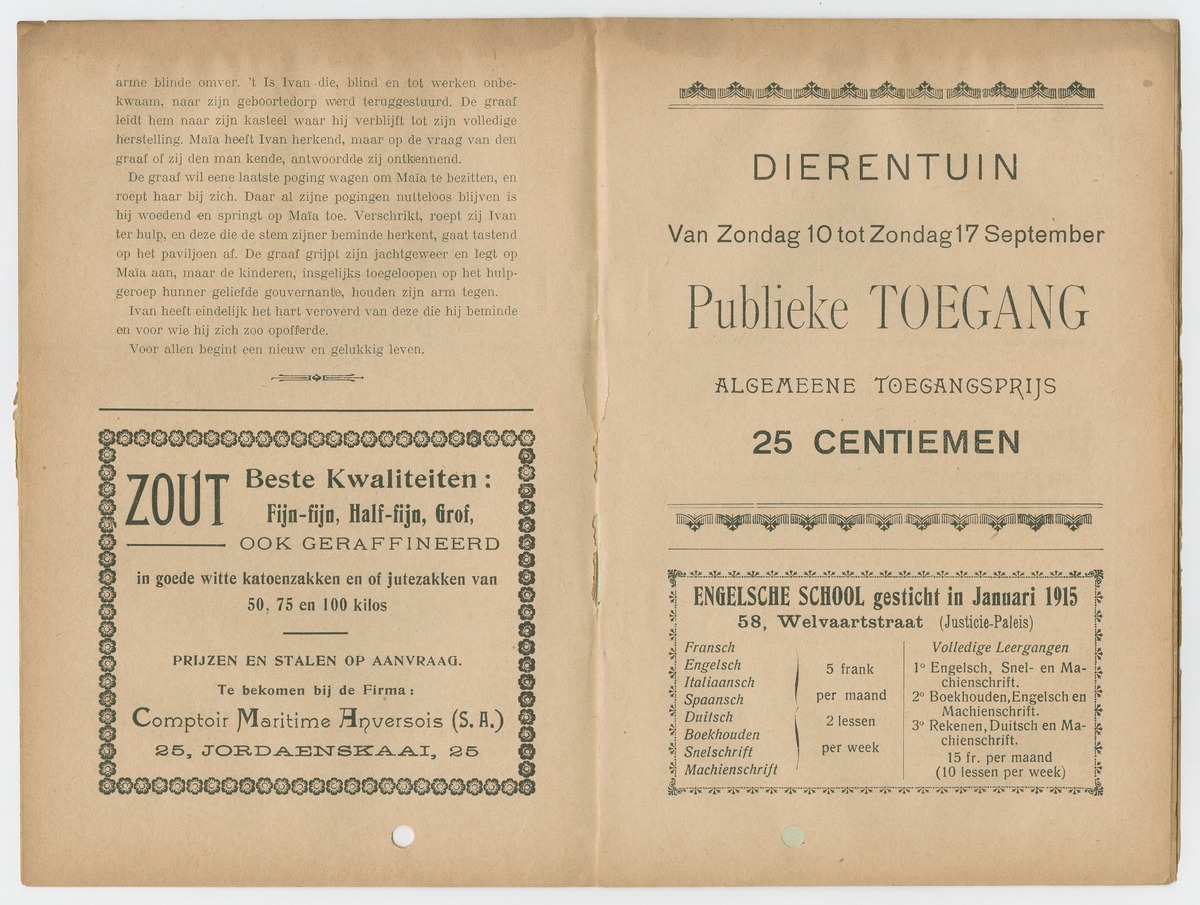 arme blinde omver. 't Is Ivan die, blind en tot werken onbe-
kwaam, naar zijn geboortedorp werd teruggestuurd. De graaf
leidt hem naar zijn kasteel waar hij verblijft tot zijn volledige
herstelling. Maïa heeft Ivan herkend, maar op de vraag van den
graaf of zij den man kende, antwoordde zij ontkennend.
De graaf wil eene laatste poging wagen om Maïa te bezitten, en
roept haar bij zich. Daar al zijne pogingen nutteloos blijven is
hij woedend en springt op Maïa toe. Verschrikt, roept zij Ivan
ter hulp, en deze die de stem zijner beminde herkent, gaat tastend
op het paviljoen af. De graaf grijpt zijn jachtgeweer en legt op
Maïa aan, maar de kinderen, insgelijks toegeloopen op het hulp-
geroep hunner geliefde gouvernante, houden zijn arm tegen.
Ivan heeft eindelijk het hart veroverd van deze die hij beminde
en voor wie hij zich zoo opofferde.
Voor allen begint een nieuw en gelukkig leven.
ZOUT Beste Kwaliteiten :
Fijn-fijn, Half-fijn, Grof,
OOK GERAFFINEERD
in goede witte katoenzakken en of jutezakken van
50, 75 en 100 kilos
PRIJZEN EN STALEN OP AANVRAAG.
Te bekomen bij de Firma :
Comptoir Maritime Anversois (S. A.)
25, JORDAENSKAAI, 25
DIERENTUIN
Van Zondag 10 tot Zondag 17 September
Publieke TOEGANG
ALGEMEENE TOEGANGSPRIJS
25 CENTIEMEN
ENGELSCHE SCHOOL gesticht in Januari 1915
58, Welvaartstraat (Justicie-Paleis)
Fransch
Engelsch
Italiaansch
Spaansch
Duitsch
Boekhouden
Snelschrift
Machienschrift
5 frank
per maand
2 lessen
per week
Volledige Leergangen
1º Engelsch, Snel- en Ma-
chienschrift.
2º Boekhouden, Engelsch en
Machienschrift.
3º Rekenen, Duitsch en Ma-
chienschrift.
15 fr. per maand
(10 lessen per week)